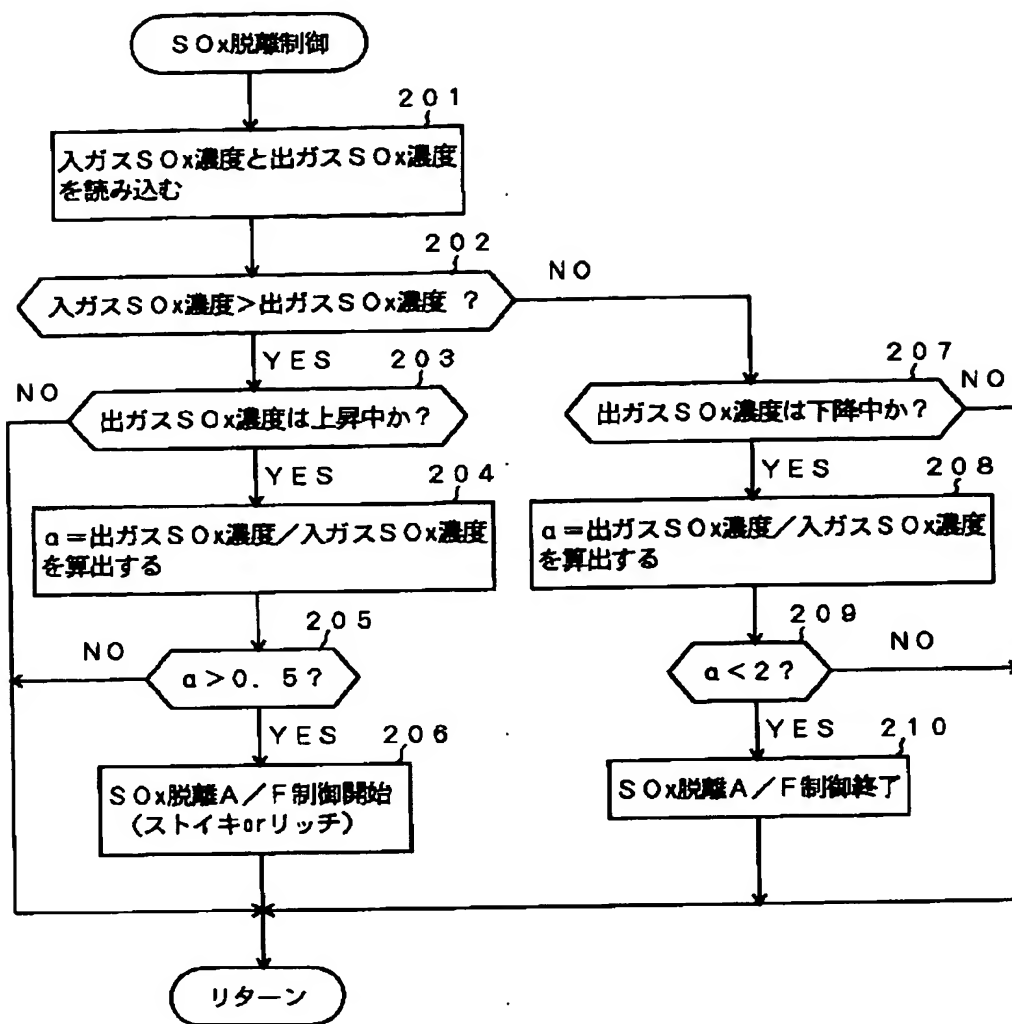 SOx脱離制御
201
入ガスSOx濃度と出ガスSOx濃度
を読み込む
202
入ガスSOx濃度>出ガスSOx濃度 ?
NO
YES
203
出ガスSOx濃度は上昇中か?
NO
YES
204
α=出ガスSOx濃度/入ガスSOx濃度
を算出する
205
α>0.5?
NO
YES
206
SOx脱離A/F制御開始
(ストイキorリッチ)
207
出ガスSOx濃度は下降中か?
NO
YES
208
α=出ガスSOx濃度/入ガスSOx濃度
を算出する
209
α<2?
NO
YES
210
SOx脱離A/F制御終了
リターン